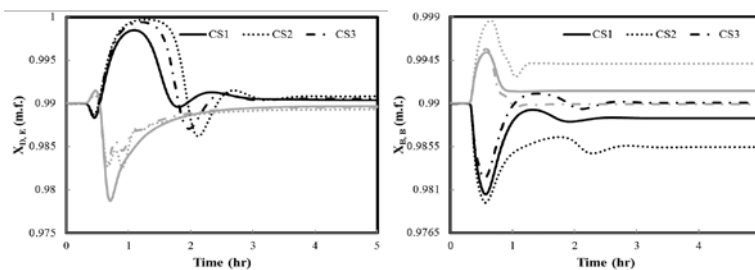 1
0.995
0.99
0.985
0.98
0.975
X_{D, E} (m.f.)
CS1 CS2 CS3
0 1 2 3 4 5
Time (hr)
0.999
0.9945
0.99
0.9855
0.981
0.9765
X_{B, B} (m.f.)
CS1 CS2 CS3
0 1 2 3 4
Time (hr)